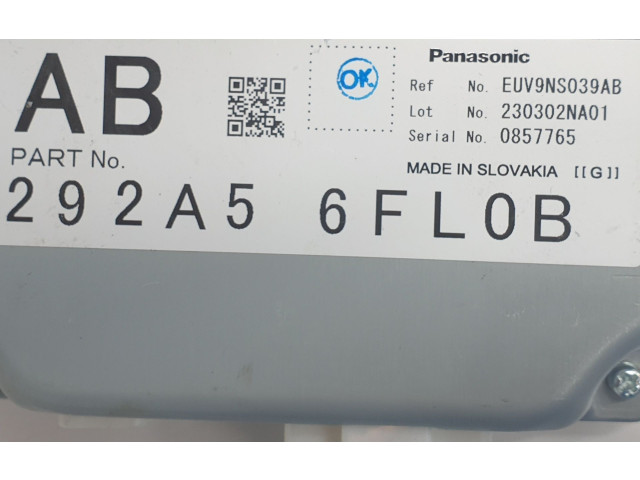 AB
OK
Panasonic
Ref No. EUV9NS039AB
Lot No. 230302NA01
Serial No. 0857765
PART No.
MADE IN SLOVAKIA [[G]]
292A5 6FL0B